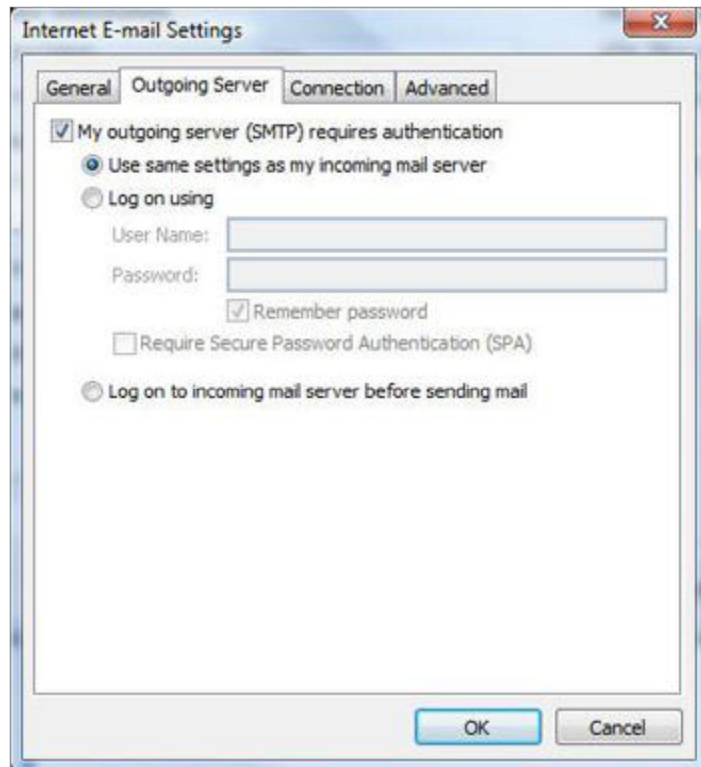 Internet E-mail Settings
General Outgoing Server Connection Advanced
My outgoing server (SMTP) requires authentication
Use same settings as my incoming mail server
Log on using
User Name:
Password:
Remember password
Require Secure Password Authentication (SPA)
Log on to incoming mail server before sending mail
OK Cancel